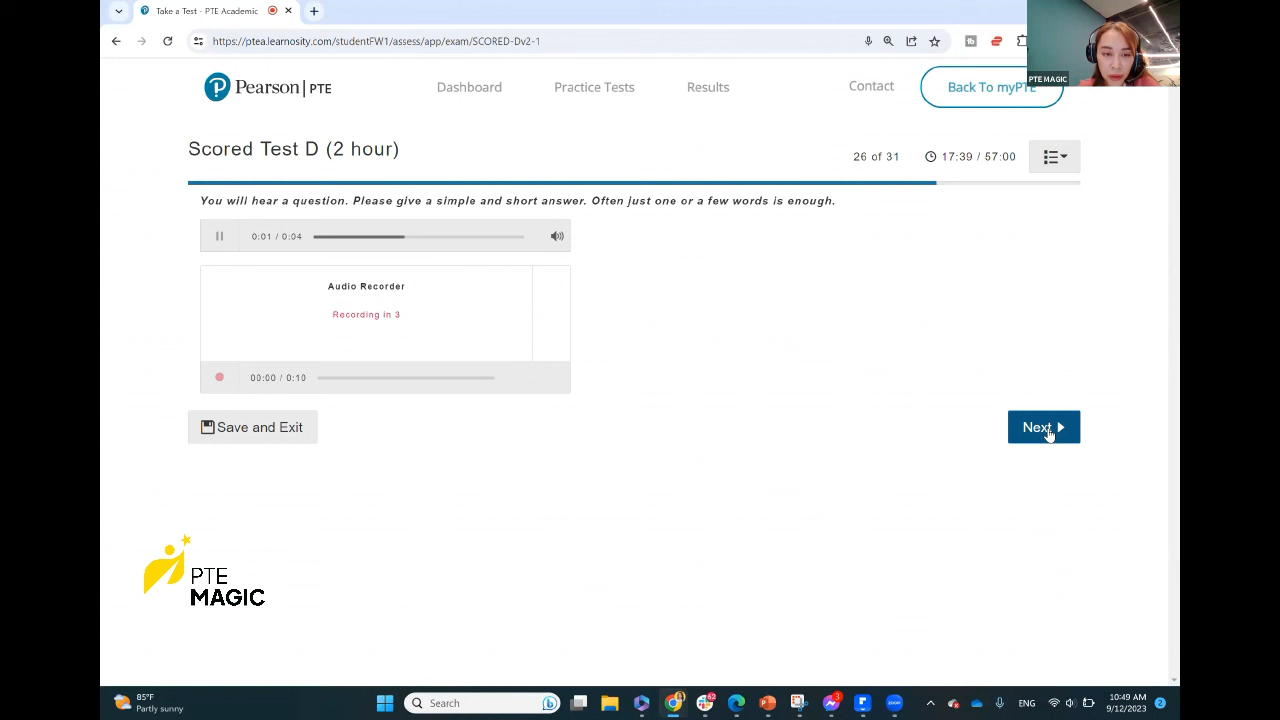 Take a Test - PTE Academic
https://ptea.learnosity.com/studentFW1/assess/app/exam/SCORED-Dv2-1
PTE MAGIC
Pearson | PTE
Dashboard
Practice Tests
Results
Contact
Back To myPTE
Scored Test D (2 hour)
26 of 31
17:39 / 57:00
You will hear a question. Please give a simple and short answer. Often just one or a few words is enough.
0:01 / 0:04
Audio Recorder
Recording in 3
00:00 / 0:10
Save and Exit
Next
PTE
MAGIC
85°F
Partly sunny
Search
62
3
ENG
10:49 AM
9/12/2023
2